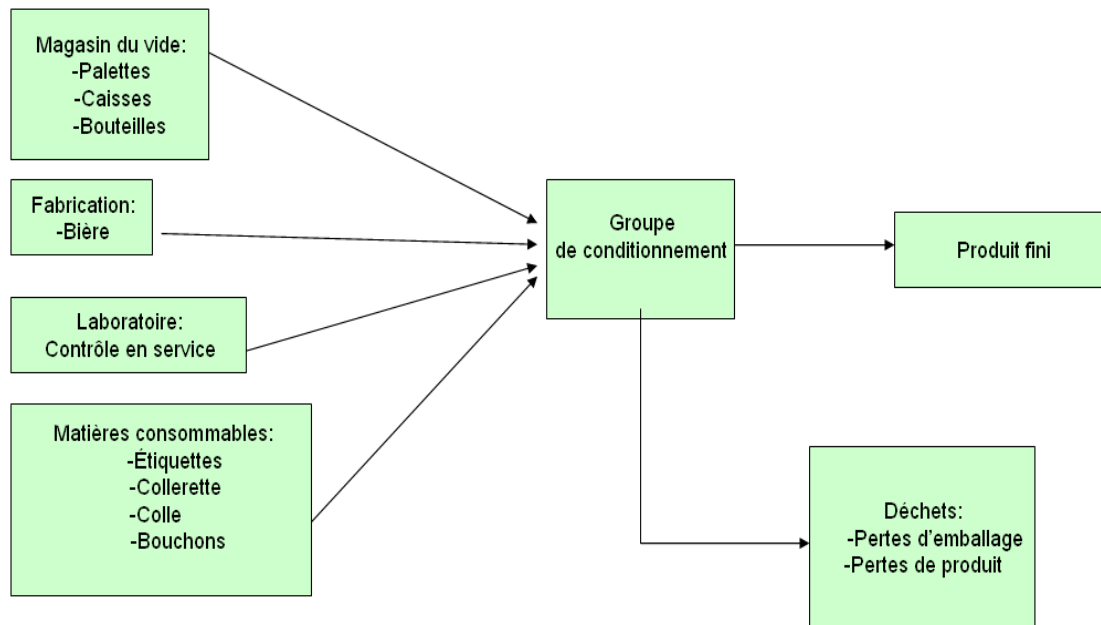 Magasin du vide:
-Palettes
-Caisses
-Bouteilles
Fabrication:
-Bière
Laboratoire:
Contrôle en service
Matières consommables:
-Étiquettes
-Collerette
-Colle
-Bouchons
Groupe
de conditionnement
Produit fini
Déchets:
-Pertes d'emballage
-Pertes de produit